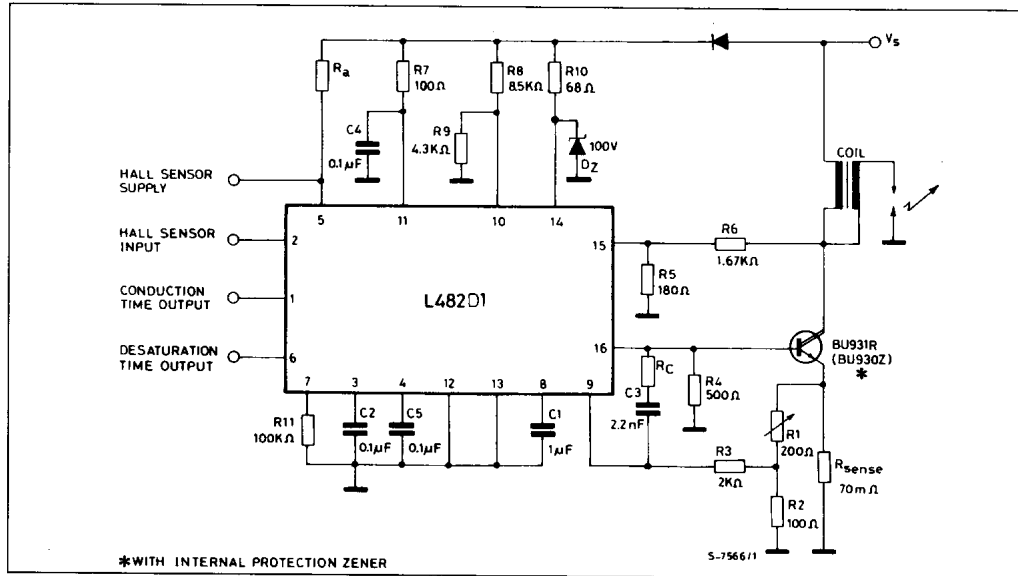 Vs
Ra
R7
100Ω
R8
8.5KΩ
R10
68Ω
C4
0.1µF
R9
4.3KΩ
100V
DZ
COIL
HALL SENSOR
SUPPLY
5
11
10
14
HALL SENSOR
INPUT
2
15
R6
1.67KΩ
R5
180Ω
CONDUCTION
TIME OUTPUT
1
L482D1
DESATURATION
TIME OUTPUT
6
16
BU931R
(BU930Z)
*
7
3
4
12
13
8
9
RC
C3
2.2nF
R4
500Ω
R11
100KΩ
C2
0.1µF
C5
0.1µF
C1
1µF
R1
200Ω
R3
2KΩ
Rsense
70mΩ
R2
100Ω
*WITH INTERNAL PROTECTION ZENER
S-7566/1